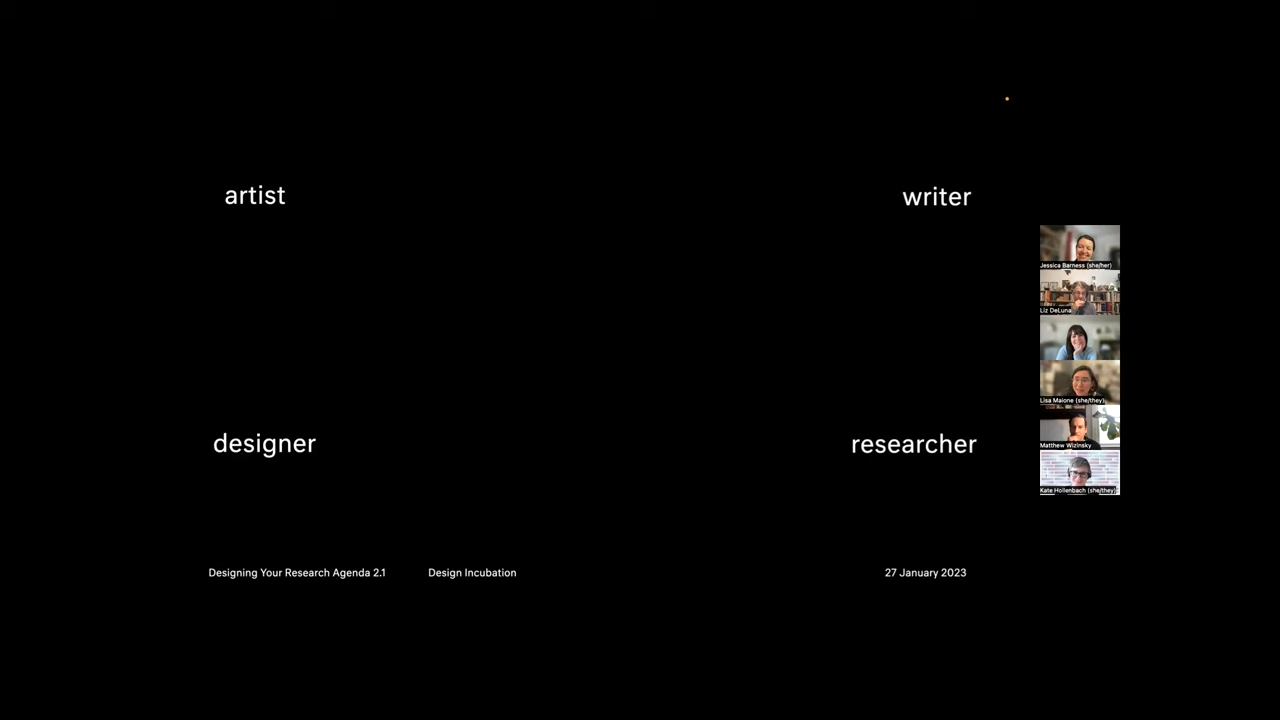 artist
writer
Jessica Barness (she/her)
Liz DeLuna
Lisa Maione (she/they)
Matthew Wizinsky
Kate Hollenbach (she/they)
designer
researcher
Designing Your Research Agenda 2.1
Design Incubation
27 January 2023